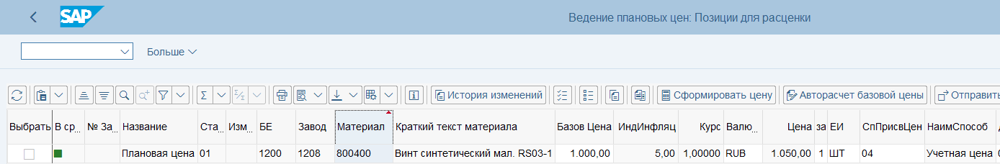 SAP
Ведение плановых цен: Позиции для расценки
Больше
История изменений Сформировать цену Авторасчет базовой цены Отправить
Выбрать В ср... № За... Название Ста... Изм... БЕ Завод Материал Краткий текст материала Базов Цена ИндИнфляц Курс Валю... Цена за ЕИ СпПрисвЦен НаимСпособ
Плановая цена 01 1200 1208 800400 Винт синтетический мал. RS03-1 1.000,00 5,00 1,00000 RUB 1.050,00 1 ШТ 04 Учетная цена